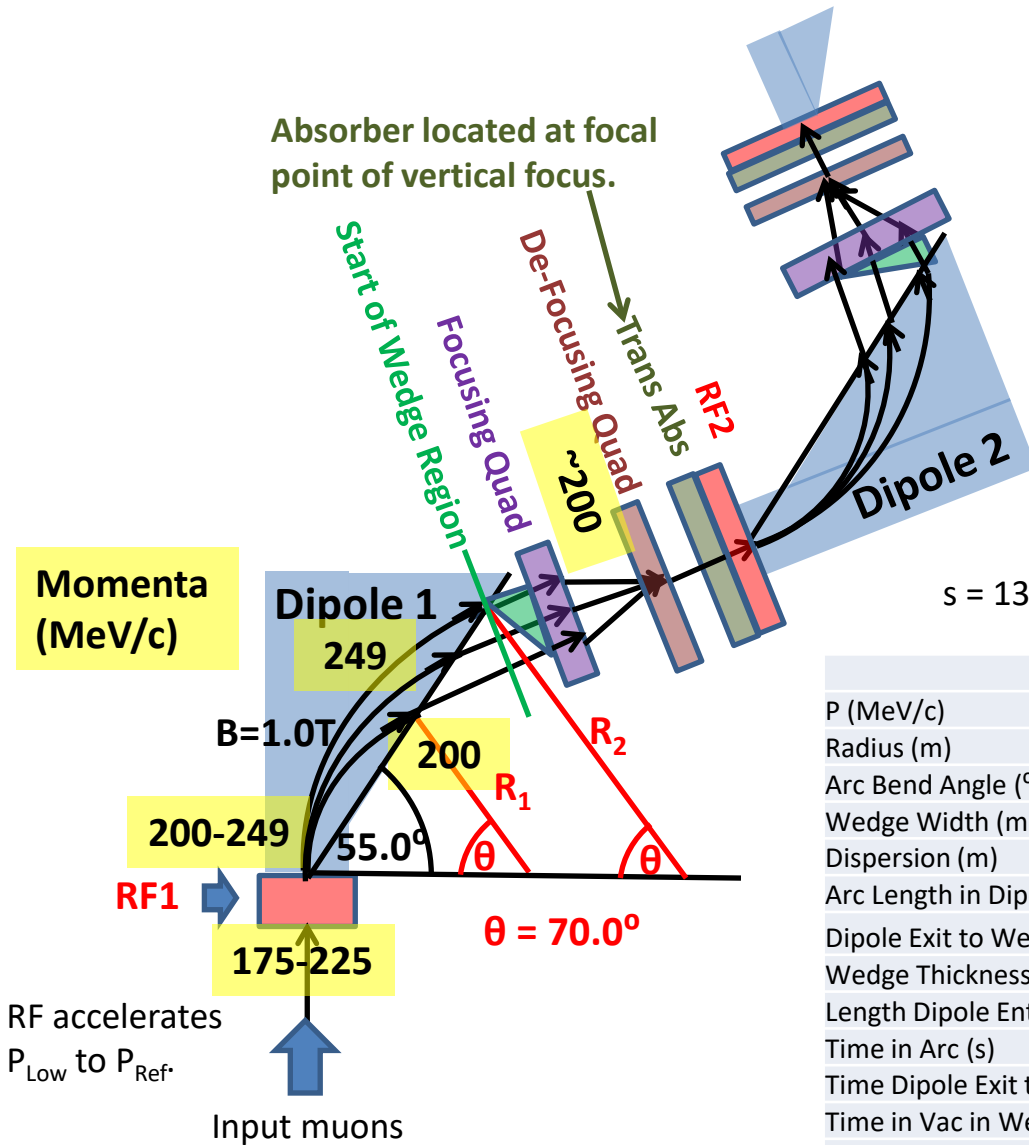 Absorber located at focal
point of vertical focus.
Start of Wedge Region
Focusing Quad
De-Focusing Quad
Trans Abs
RF2
~200
Dipole 2
Momenta
(MeV/c)
Dipole 1
249
B=1.0T
200
R1
R2
200-249
55.0º
θ
θ
RF1
θ = 70.0º
175-225
RF accelerates
PLow to PRef.
Input muons
s = 13
P (MeV/c)
Radius (m)
Arc Bend Angle (
Wedge Width (m
Dispersion (m)
Arc Length in Dip
Dipole Exit to We
Wedge Thickness
Length Dipole Ent
Time in Arc (s)
Time Dipole Exit t
Time in Vac in We